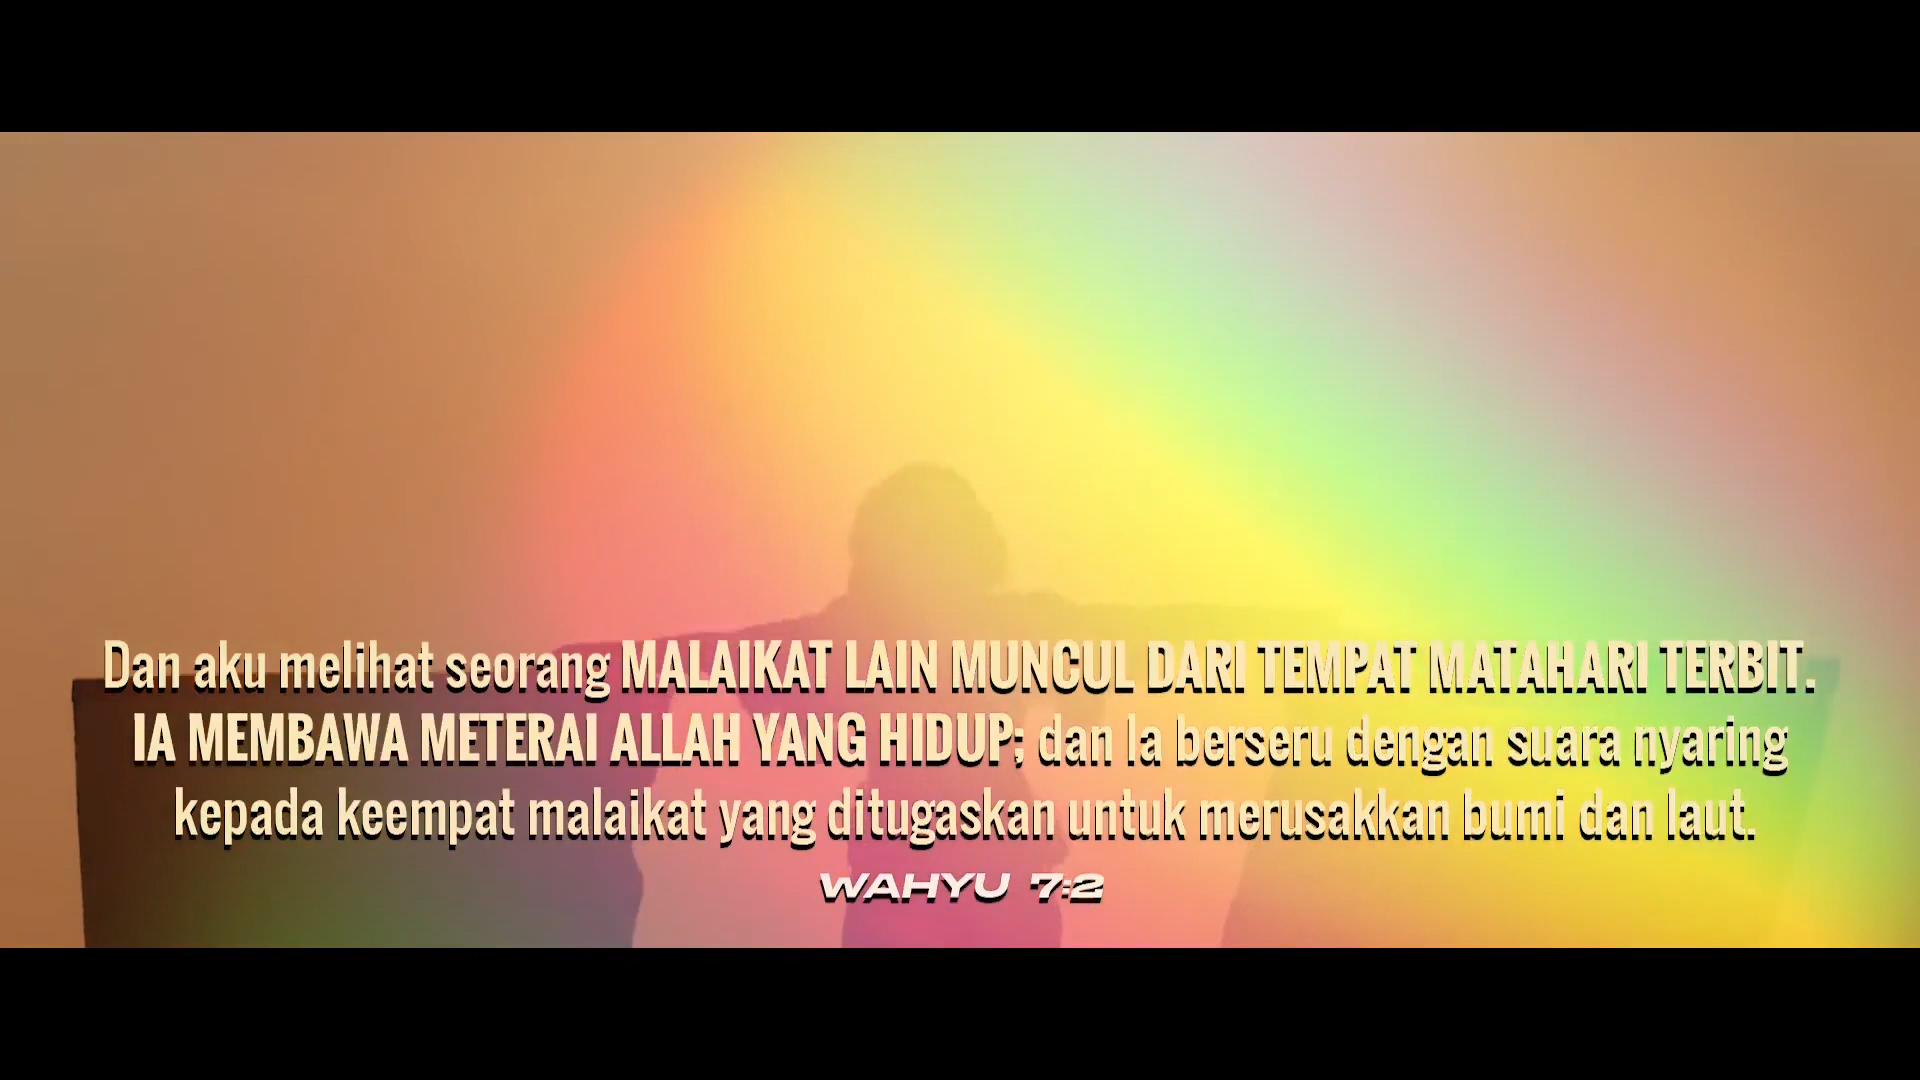 Dan aku melihat seorang MALAIKAT LAIN MUNCUL DARI TEMPAT MATAHARI TERBIT.
IA MEMBAWA METERAI ALLAH YANG HIDUP; dan Ia berseru dengan suara nyaring
kepada keempat malaikat yang ditugaskan untuk merusakkan bumi dan laut.
WAHYU 7:2